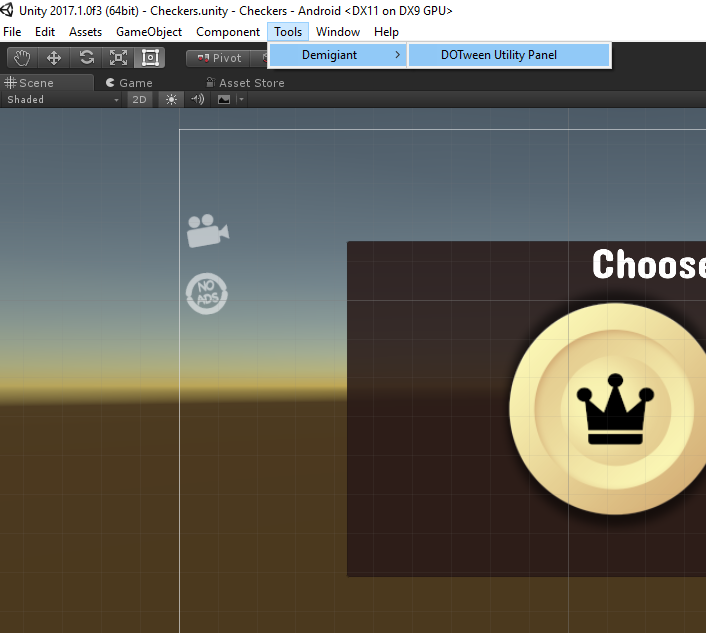 Unity 2017.1.0f3 (64bit) - Checkers.unity - Checkers - Android <DX11 on DX9 GPU>
File Edit Assets GameObject Component Tools Window Help
Demigiant DOTween Utility Panel
Pivot
Scene Game Asset Store
Shaded 2D
Choose
NO
ADS